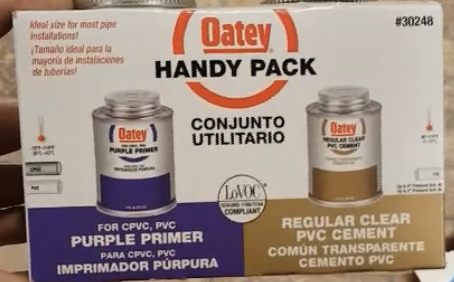 Ideal size for most pipe
installations!
¡Tamaño ideal para la
mayoría de instalaciones
de tuberías!
Oatey
HANDY PACK
#30248
CONJUNTO
UTILITARIO
Oatey
PURPLE PRIMER
IMPRIMADOR PÚRPURA
Oatey
REGULAR CLEAR
PVC CEMENT
CPVC
PVC
LoVOC
COMPLIANT
FOR CPVC, PVC
PURPLE PRIMER
PARA CPVC, PVC
IMPRIMADOR PÚRPURA
REGULAR CLEAR
PVC CEMENT
COMÚN TRANSPARENTE
CEMENTO PVC